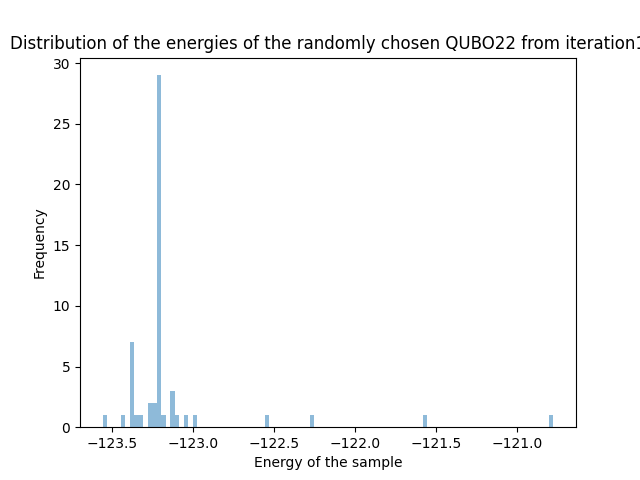 Distribution of the energies of the randomly chosen QUBO22 from iteration1
30
25
20
15
10
5
0
Frequency
−123.5 −123.0 −122.5 −122.0 −121.5 −121.0
Energy of the sample